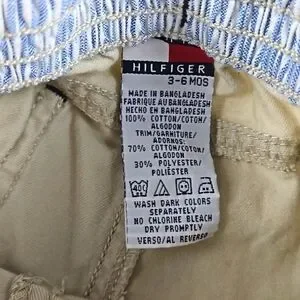 HILFIGER
3-6 MOS
MADE IN BANGLADESH
FABRIQUE AU BANGLADESH
HECHO EN BANGLADESH
100% COTTON/COTON/
ALGODON
TRIM/GARNITURE/
ADORNOS:
70% COTTON/COTON/
ALGODON
30% POLYESTER/
POLIÉSTER
40
WASH DARK COLORS
SEPARATELY
NO CHLORINE BLEACH
DRY PROMPTLY
VERSO/AL REVERSO